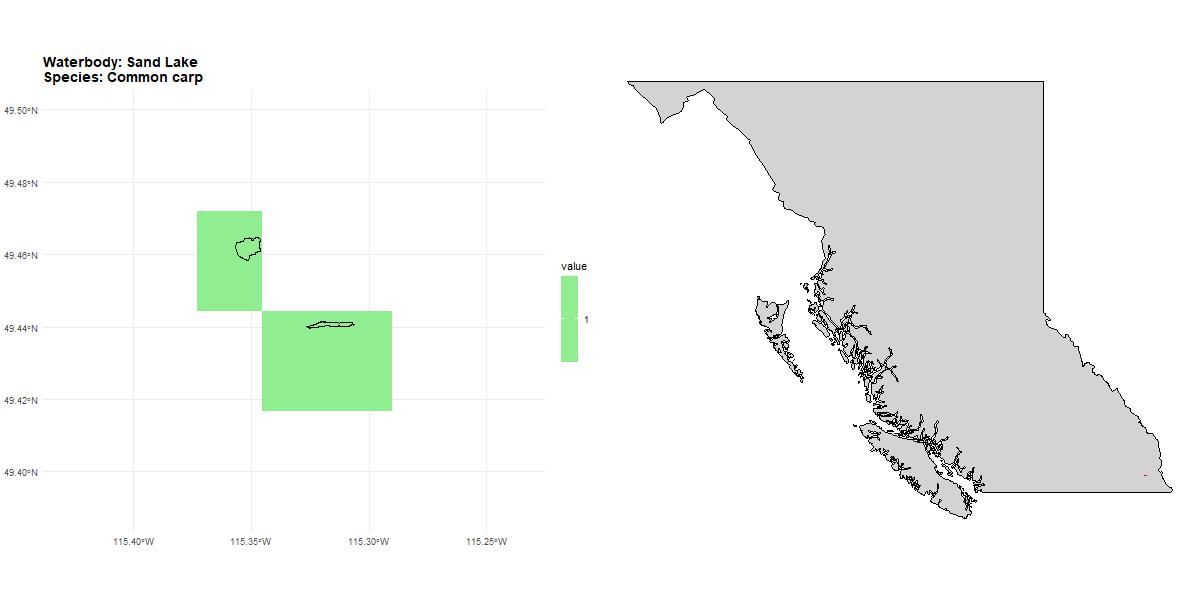 Waterbody: Sand Lake
Species: Common carp
49.50°N
49.48°N
49.46°N
49.44°N
49.42°N
49.40°N
115.40°W
115.35°W
115.30°W
115.25°W
value
1